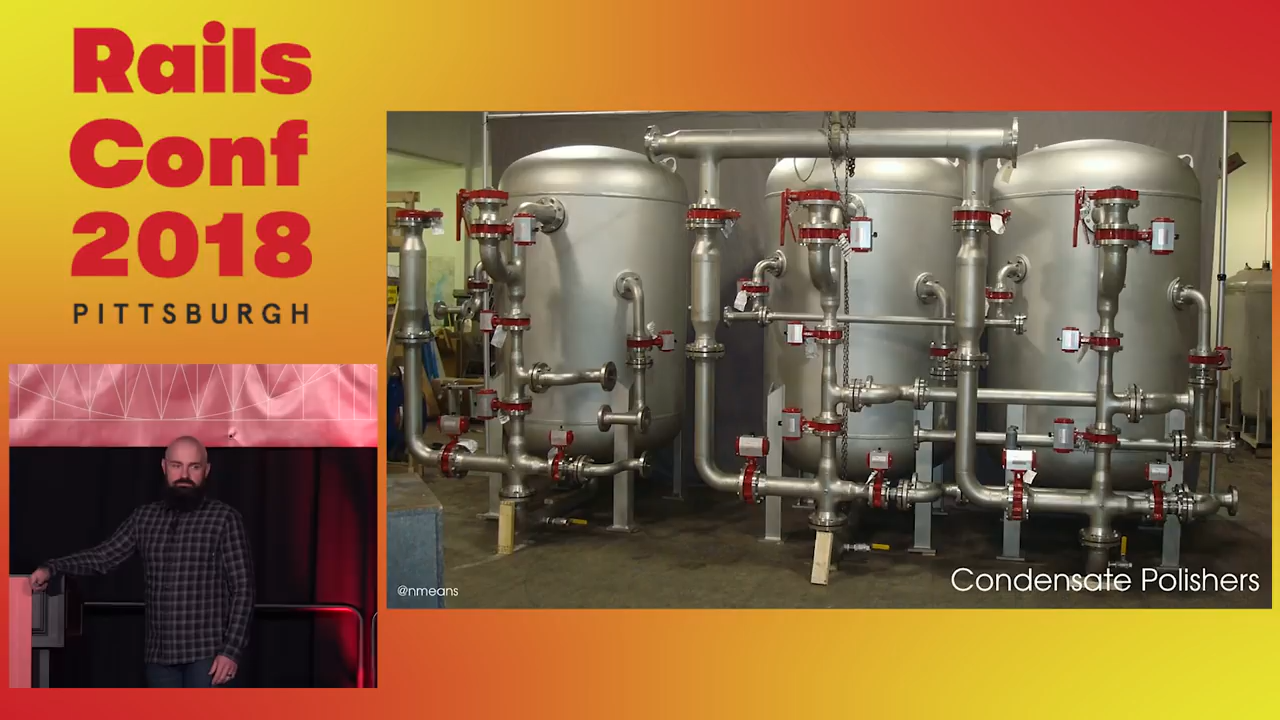 Rails
Conf
2018
PITTSBURGH
Condensate Polishers
@nmeans